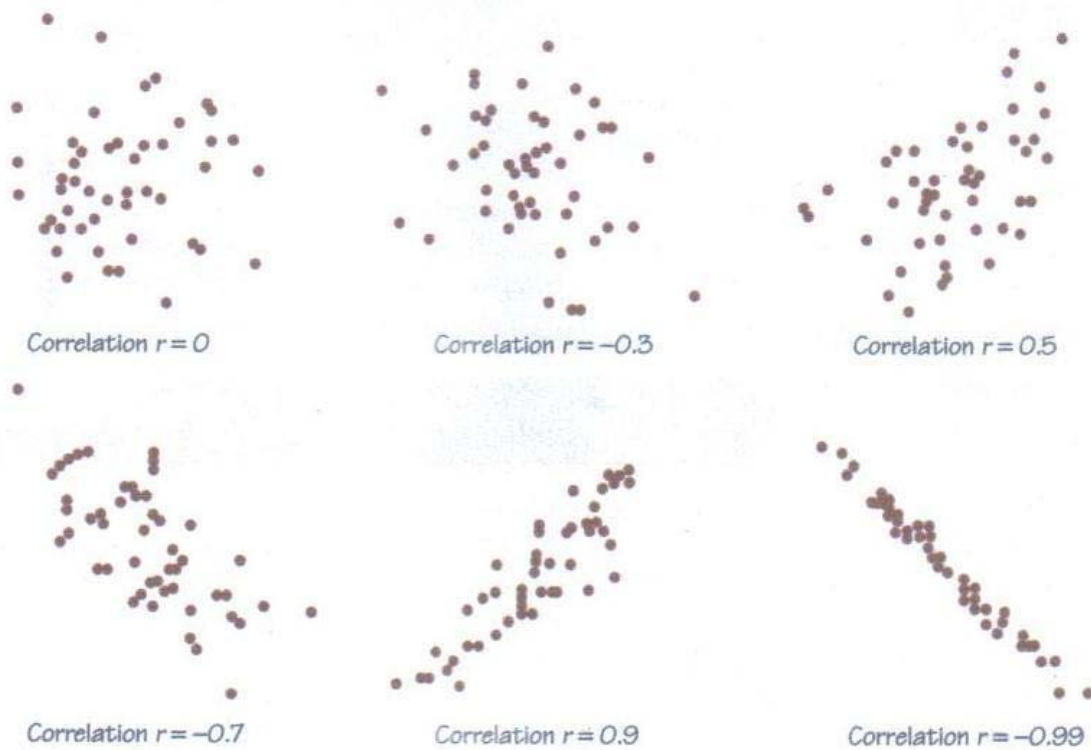 Correlation r = 0
Correlation r = −0.3
Correlation r = 0.5
Correlation r = −0.7
Correlation r = 0.9
Correlation r = −0.99